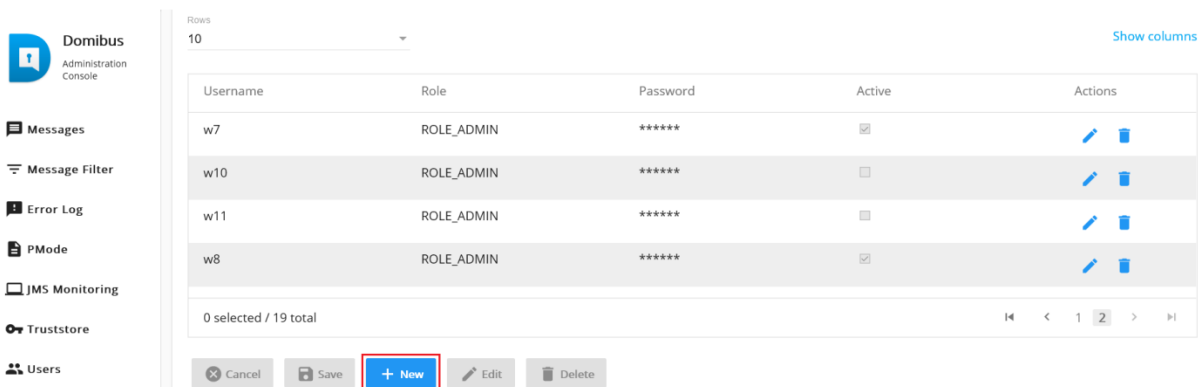 Domibus
Administration
Console
Messages
Message Filter
Error Log
PMode
JMS Monitoring
Truststore
Users
Rows
10
Show columns
Username Role Password Active Actions
w7 ROLE_ADMIN ******
w10 ROLE_ADMIN ******
w11 ROLE_ADMIN ******
w8 ROLE_ADMIN ******
0 selected / 19 total 1 2
Cancel Save New Edit Delete